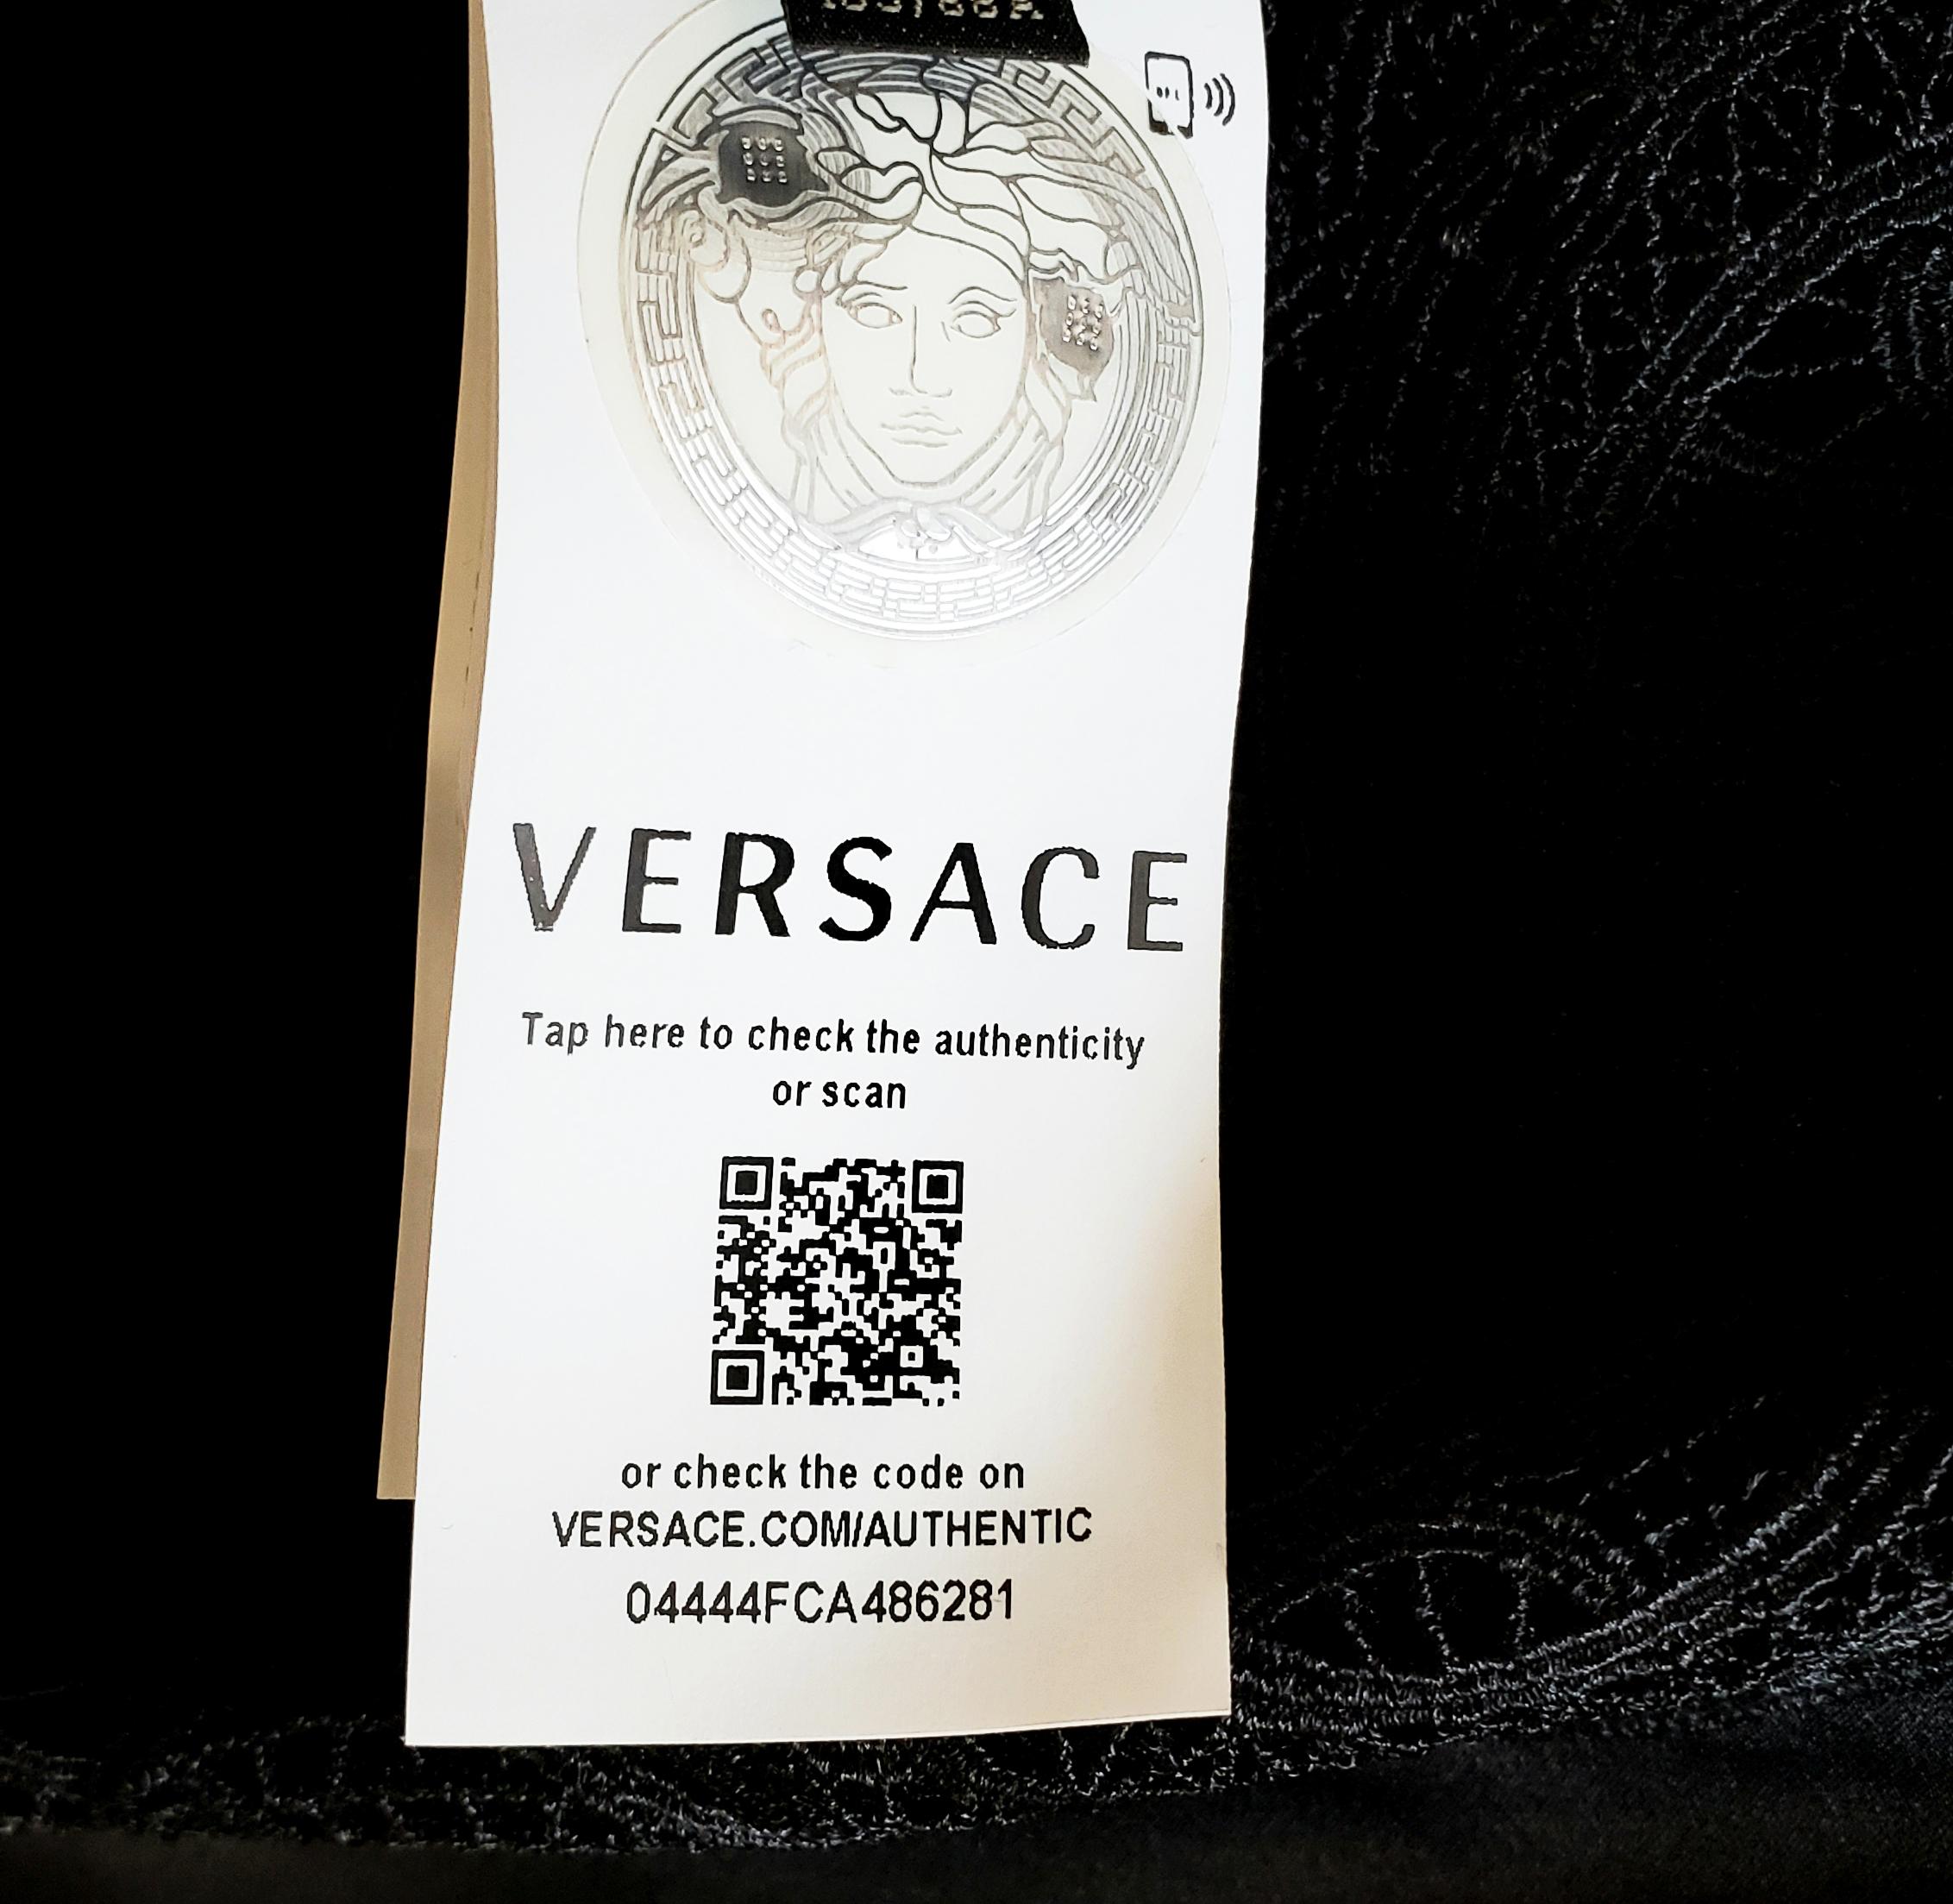 VERSACE
Tap here to check the authenticity
or scan
or check the code on
VERSACE.COM/AUTHENTIC
04444FCA486281